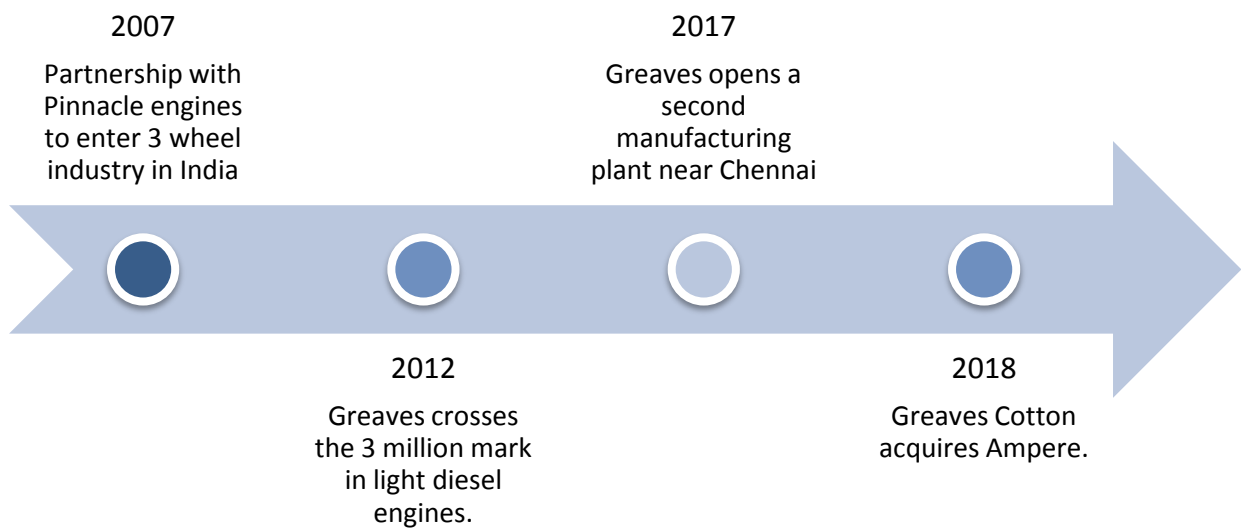 2007
Partnership with
Pinnacle engines
to enter 3 wheel
industry in India
2012
Greaves crosses
the 3 million mark
in light diesel
engines.
2017
Greaves opens a
second
manufacturing
plant near Chennai
2018
Greaves Cotton
acquires Ampere.